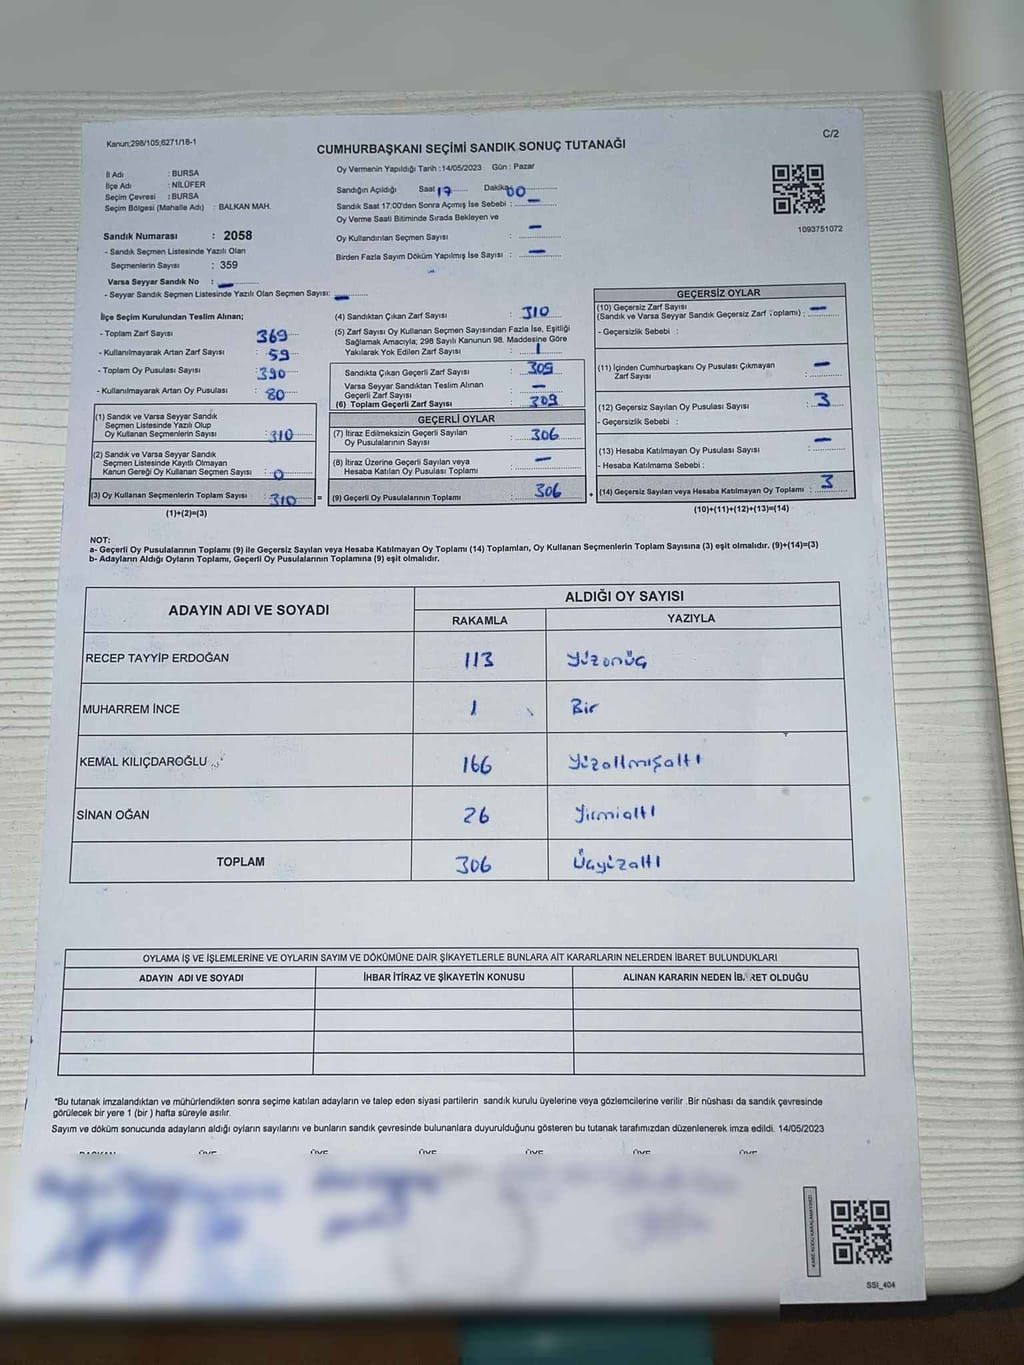 Kanun;298/105;6271/18-1
C/2
CUMHURBAŞKANI SEÇİMİ SANDIK SONUÇ TUTANAĞI
İl Adı : BURSA
İlçe Adı : NİLÜFER
Seçim Çevresi : BURSA
Seçim Bölgesi (Mahalle Adı) : BALKAN MAH.
Sandık Numarası : 2058
- Sandık Seçmen Listesinde Yazılı Olan
Seçmenlerin Sayısı : 359
Varsa Seyyar Sandık No : —
- Seyyar Sandık Seçmen Listesinde Yazılı Olan Seçmen Sayısı: —
Oy Vermenin Yapıldığı Tarih :14/05/2023 Gün : Pazar
Sandığın Açıldığı Saat 17 Dakika 00
Sandık Saat 17:00'den Sonra Açımış İse Sebebi : —
Oy Verme Saati Bitiminde Sırada Bekleyen ve
Oy Kullandırılan Seçmen Sayısı : —
Birden Fazla Sayım Döküm Yapılmış İse Sayısı : —
1093751072
İlçe Seçim Kurulundan Teslim Alınan;
- Toplam Zarf Sayısı : 369
- Kullanılmayarak Artan Zarf Sayısı : 59
- Toplam Oy Pusulası Sayısı : 390
- Kullanılmayarak Artan Oy Pusulası : 80
(1) Sandık ve Varsa Seyyar Sandık
Seçmen Listesinde Yazılı Olup
Oy Kullanan Seçmenlerin Sayısı : 310
(2) Sandık ve Varsa Seyyar Sandık
Seçmen Listesinde Kayıtlı Olmayan
Kanun Gereği Oy Kullanan Seçmen Sayısı : 0
(3) Oy Kullanan Seçmenlerin Toplam Sayısı : 310
(1)+(2)=(3)
(4) Sandıktan Çıkan Zarf Sayısı : 310
(5) Zarf Sayısı Oy Kullanan Seçmen Sayısından Fazla İse, Eşitliği
Sağlamak Amacıyla; 298 Sayılı Kanunun 98. Maddesine Göre
Yakılarak Yok Edilen Zarf Sayısı : 1
Sandıkta Çıkan Geçerli Zarf Sayısı : 309
Varsa Seyyar Sandıktan Teslim Alınan
Geçerli Zarf Sayısı : —
(6) Toplam Geçerli Zarf Sayısı : 309
GEÇERLİ OYLAR
(7) İtiraz Edilmeksizin Geçerli Sayılan
Oy Pusulalarının Sayısı : 306
(8) İtiraz Üzerine Geçerli Sayılan veya
Hesaba Katılan Oy Pusulası Toplamı : —
= (9) Geçerli Oy Pusulalarının Toplamı : 306
GEÇERSİZ OYLAR
(10) Geçersiz Zarf Sayısı
(Sandık ve Varsa Seyyar Sandık Geçersiz Zarf Toplamı) : —
- Geçersizlik Sebebi :
(11) İçinden Cumhurbaşkanı Oy Pusulası Çıkmayan
Zarf Sayısı : —
(12) Geçersiz Sayılan Oy Pusulası Sayısı : 3
- Geçersizlik Sebebi :
(13) Hesaba Katılmayan Oy Pusulası Sayısı : —
- Hesaba Katılmama Sebebi :
+ (14) Geçersiz Sayılan veya Hesaba Katılmayan Oy Toplamı : 3
(10)+(11)+(12)+(13)=(14)
NOT:
a- Geçerli Oy Pusulalarının Toplamı (9) ile Geçersiz Sayılan veya Hesaba Katılmayan Oy Toplamı (14) Toplamları, Oy Kullanan Seçmenlerin Toplam Sayısına (3) eşit olmalıdır. (9)+(14)=(3)
b- Adayların Aldığı Oyların Toplamı, Geçerli Oy Pusulalarının Toplamına (9) eşit olmalıdır.
ADAYIN ADI VE SOYADI ALDIĞI OY SAYISI
RAKAMLA YAZIYLA
RECEP TAYYİP ERDOĞAN 113 Yüzonüç
MUHARREM İNCE 1 Bir
KEMAL KILIÇDAROĞLU 166 Yüzaltmışaltı
SİNAN OĞAN 26 Yirmialtı
TOPLAM 306 Üçyüzaltı
OYLAMA İŞ VE İŞLEMLERİNE VE OYLARIN SAYIM VE DÖKÜMÜNE DAİR ŞİKAYETLERLE BUNLARA AİT KARARLARIN NELERDEN İBARET BULUNDUKLARI
ADAYIN ADI VE SOYADI İHBAR İTİRAZ VE ŞİKAYETİN KONUSU ALINAN KARARIN NEDEN İBARET OLDUĞU
*Bu tutanak imzalandıktan ve mühürlendikten sonra seçime katılan adayların ve talep eden siyasi partilerin sandık kurulu üyelerine veya gözlemcilerine verilir .Bir nüshası da sandık çevresinde
görülecek bir yere 1 (bir ) hafta süreyle asılır.
Sayım ve döküm sonucunda adayların aldığı oyların sayılarını ve bunların sandık çevresinde bulunanlara duyurulduğunu gösteren bu tutanak tarafımızdan düzenlenerek imza edildi. 14/05/2023
BAŞKAN ÜYE ÜYE ÜYE ÜYE ÜYE ÜYE
SSI_404